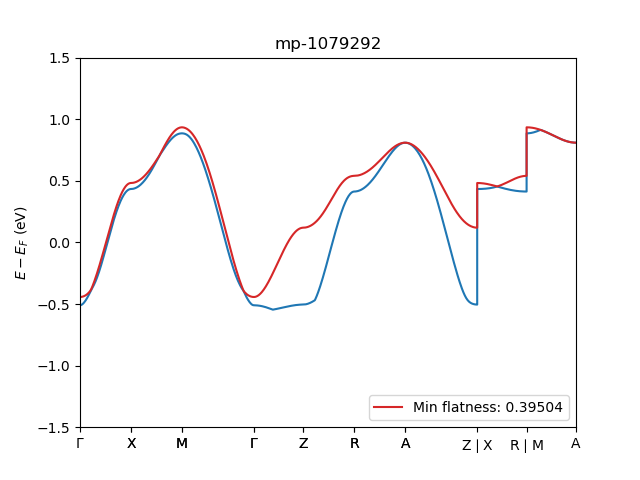 mp-1079292
E − E_F (eV)
1.5
1.0
0.5
0.0
−0.5
−1.0
−1.5
Min flatness: 0.39504
Γ X M Γ Z R A Z | X R | M A